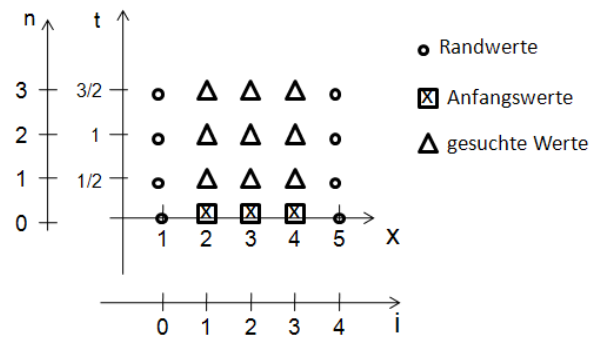 n t
Randwerte
3 3/2
X Anfangswerte
2 1
gesuchte Werte
1 1/2
0 X X X
1 2 3 4 5 x
0 1 2 3 4 i